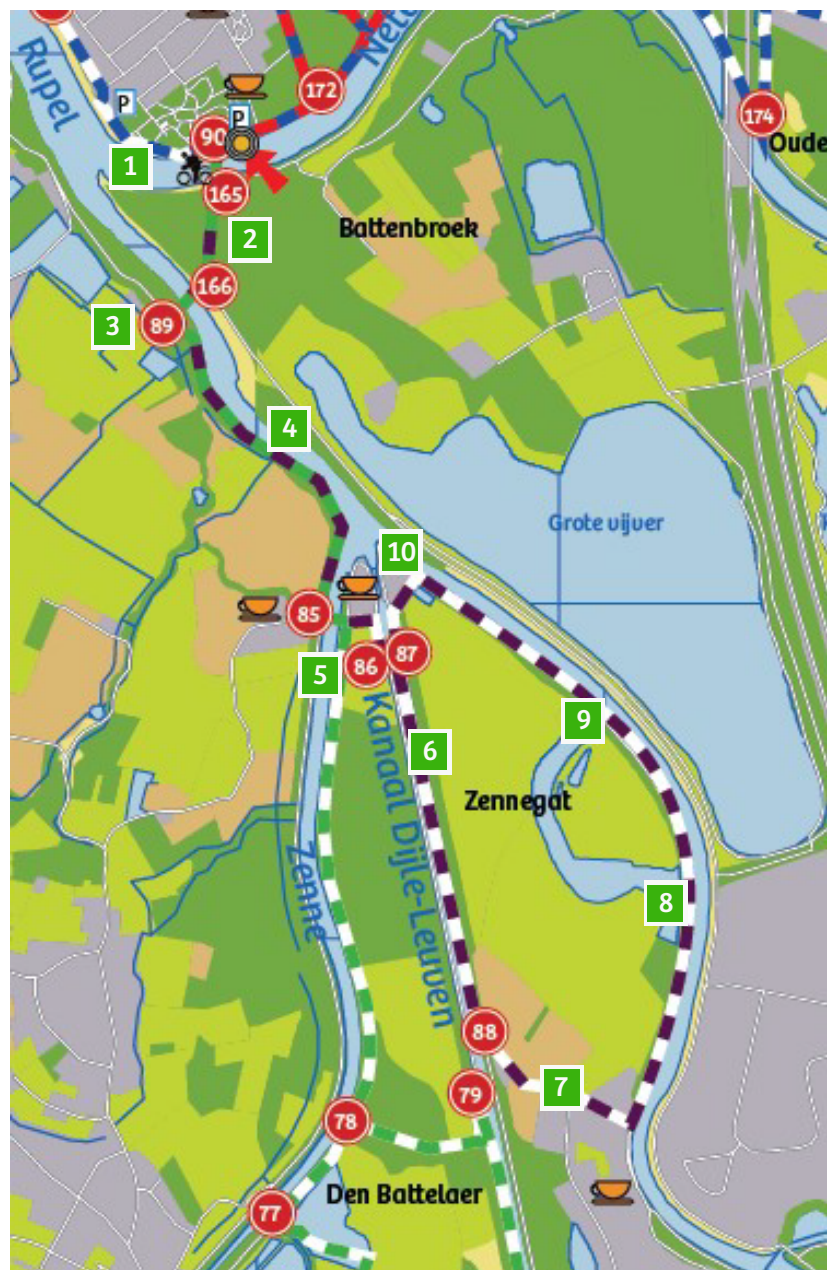 Rupel
Nete
P
172
P
90
174
Oude
1
165
2
Battenbroek
166
3
89
4
Grote vijver
10
85
5
86
87
9
6
Kanaal Dijle-Leuven
Zennegat
Zenne
8
88
7
79
78
Den Battelaer
77